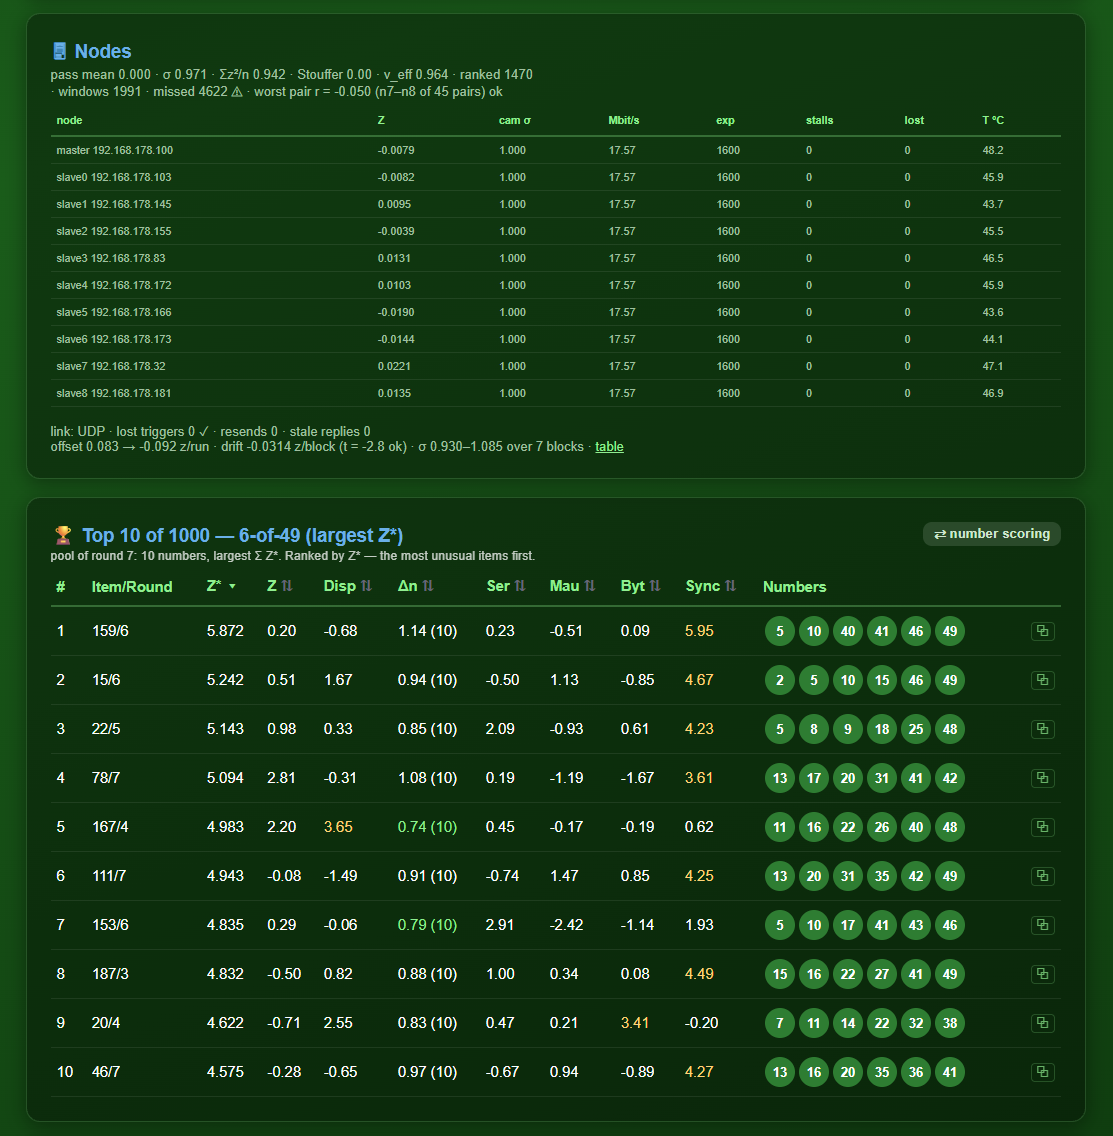 Nodes
pass mean 0.000 · σ 0.971 · Σz²/n 0.942 · Stouffer 0.00 · v_eff 0.964 · ranked 1470
· windows 1991 · missed 4622 ⚠ · worst pair r = -0.050 (n7–n8 of 45 pairs) ok
node Z cam σ Mbit/s exp stalls lost T °C
master 192.168.178.100 -0.0079 1.000 17.57 1600 0 0 48.2
slave0 192.168.178.103 -0.0082 1.000 17.57 1600 0 0 45.9
slave1 192.168.178.145 0.0095 1.000 17.57 1600 0 0 43.7
slave2 192.168.178.155 -0.0039 1.000 17.57 1600 0 0 45.5
slave3 192.168.178.83 0.0131 1.000 17.57 1600 0 0 46.5
slave4 192.168.178.172 0.0103 1.000 17.57 1600 0 0 45.9
slave5 192.168.178.166 -0.0190 1.000 17.57 1600 0 0 43.6
slave6 192.168.178.173 -0.0144 1.000 17.57 1600 0 0 44.1
slave7 192.168.178.32 0.0221 1.000 17.57 1600 0 0 47.1
slave8 192.168.178.181 0.0135 1.000 17.57 1600 0 0 46.9
link: UDP · lost triggers 0 ✓ · resends 0 · stale replies 0
offset 0.083 → -0.092 z/run · drift -0.0314 z/block (t = -2.8 ok) · σ 0.930–1.085 over 7 blocks · table
Top 10 of 1000 — 6-of-49 (largest Z*)
⇄ number scoring
pool of round 7: 10 numbers, largest Σ Z*. Ranked by Z* — the most unusual items first.
# Item/Round Z* ▼ Z ⇅ Disp ⇅ Δn ⇅ Ser ⇅ Mau ⇅ Byt ⇅ Sync ⇅ Numbers
1 159/6 5.872 0.20 -0.68 1.14 (10) 0.23 -0.51 0.09 5.95 5 10 40 41 46 49
2 15/6 5.242 0.51 1.67 0.94 (10) -0.50 1.13 -0.85 4.67 2 5 10 15 46 49
3 22/5 5.143 0.98 0.33 0.85 (10) 2.09 -0.93 0.61 4.23 5 8 9 18 25 48
4 78/7 5.094 2.81 -0.31 1.08 (10) 0.19 -1.19 -1.67 3.61 13 17 20 31 41 42
5 167/4 4.983 2.20 3.65 0.74 (10) 0.45 -0.17 -0.19 0.62 11 16 22 26 40 48
6 111/7 4.943 -0.08 -1.49 0.91 (10) -0.74 1.47 0.85 4.25 13 20 31 35 42 49
7 153/6 4.835 0.29 -0.06 0.79 (10) 2.91 -2.42 -1.14 1.93 5 10 17 41 43 46
8 187/3 4.832 -0.50 0.82 0.88 (10) 1.00 0.34 0.08 4.49 15 16 22 27 41 49
9 20/4 4.622 -0.71 2.55 0.83 (10) 0.47 0.21 3.41 -0.20 7 11 14 22 32 38
10 46/7 4.575 -0.28 -0.65 0.97 (10) -0.67 0.94 -0.89 4.27 13 16 20 35 36 41